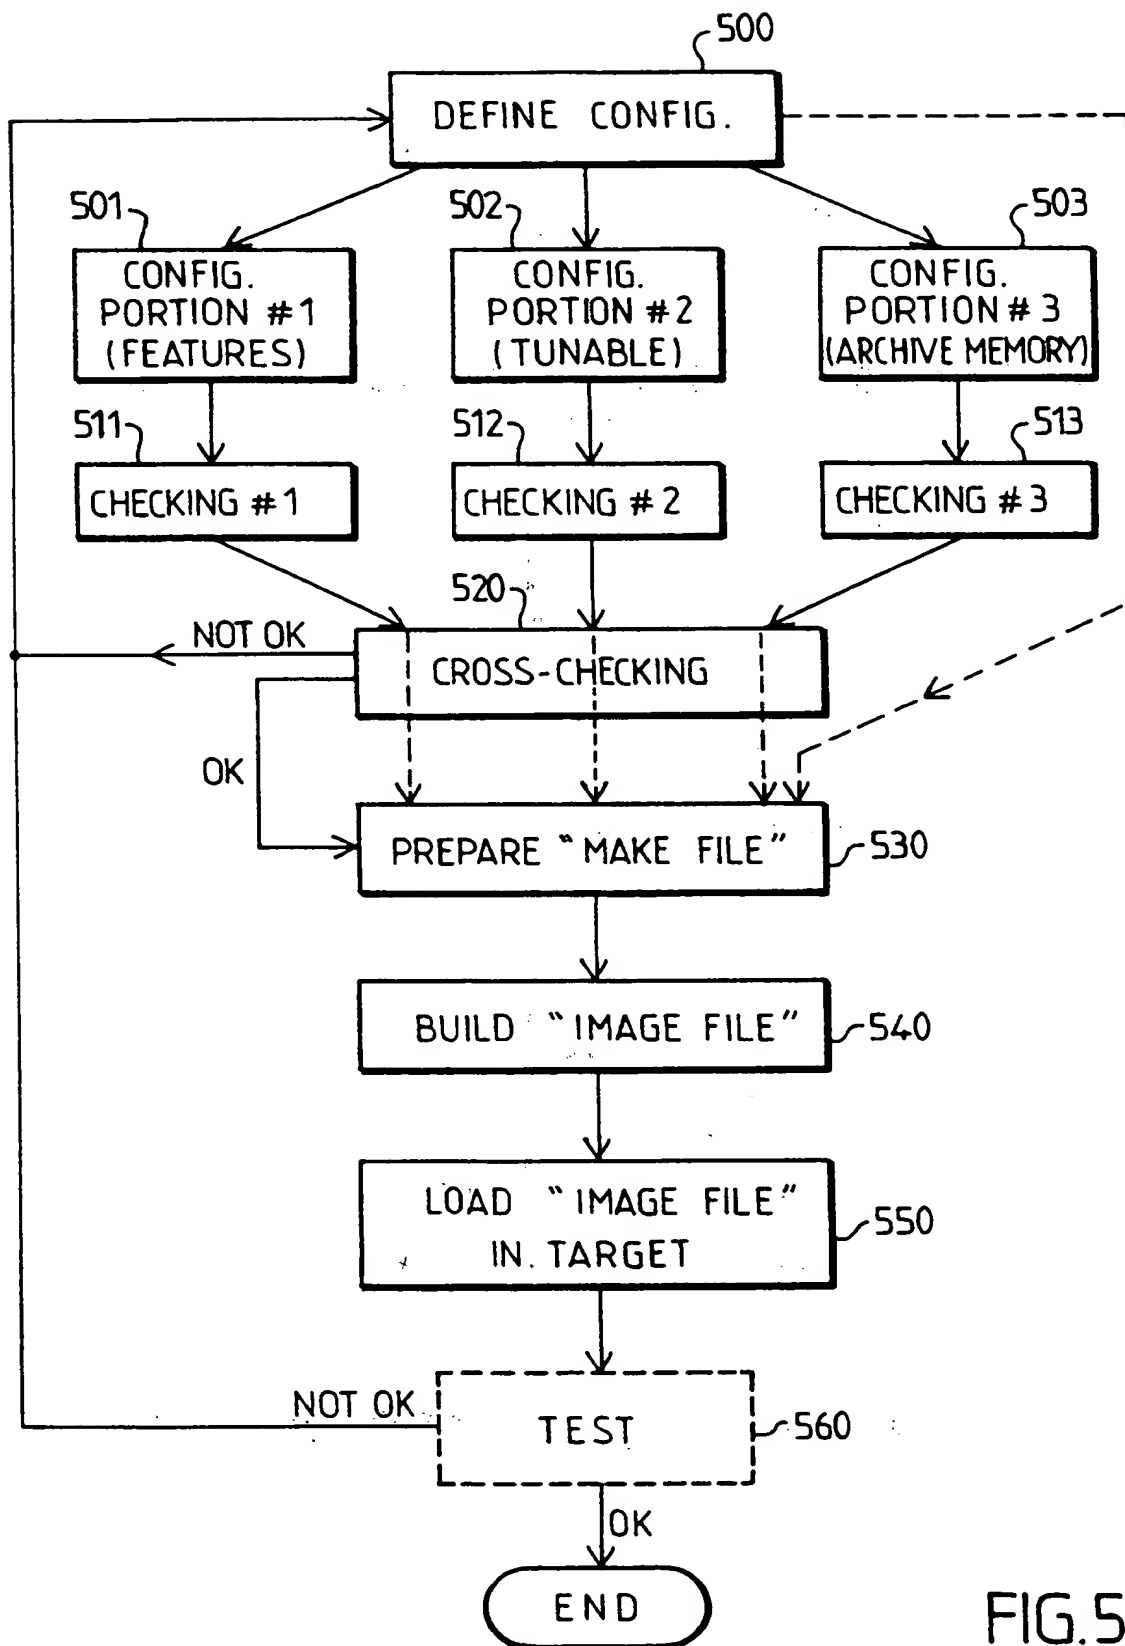 500
DEFINE CONFIG.
501
502
503
CONFIG.
PORTION #1
(FEATURES)
CONFIG.
PORTION #2
(TUNABLE)
CONFIG.
PORTION #3
(ARCHIVE MEMORY)
511
512
513
CHECKING #1
CHECKING #2
CHECKING #3
520
NOT OK
CROSS-CHECKING
OK
PREPARE "MAKE FILE"
530
BUILD "IMAGE FILE"
540
LOAD "IMAGE FILE"
IN. TARGET
550
NOT OK
TEST
560
OK
END
FIG.5